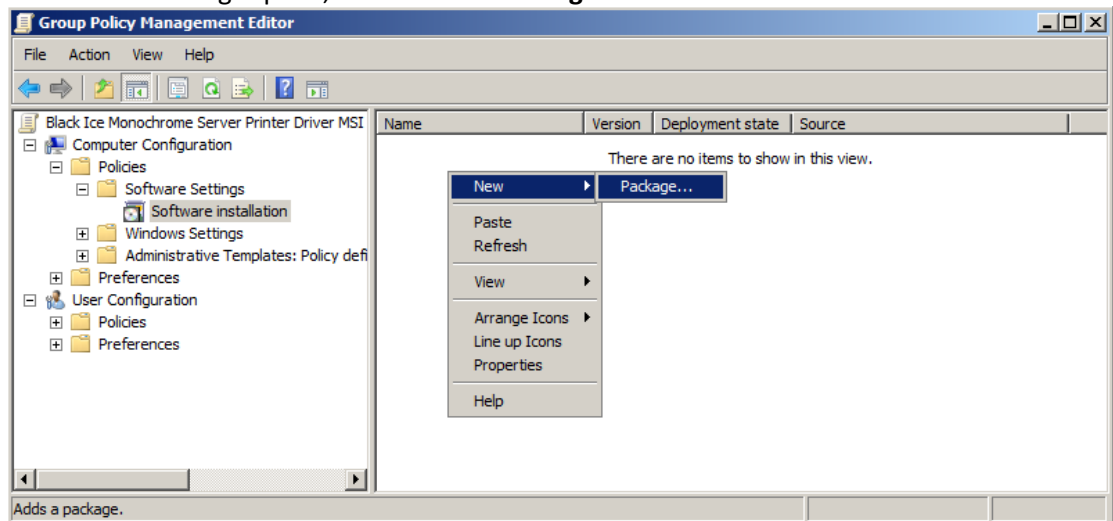 Group Policy Management Editor
File Action View Help
Black Ice Monochrome Server Printer Driver MSI
Computer Configuration
Policies
Software Settings
Software installation
Windows Settings
Administrative Templates: Policy defi
Preferences
User Configuration
Policies
Preferences
Name Version Deployment state Source
There are no items to show in this view.
New Package...
Paste
Refresh
View
Arrange Icons
Line up Icons
Properties
Help
Adds a package.